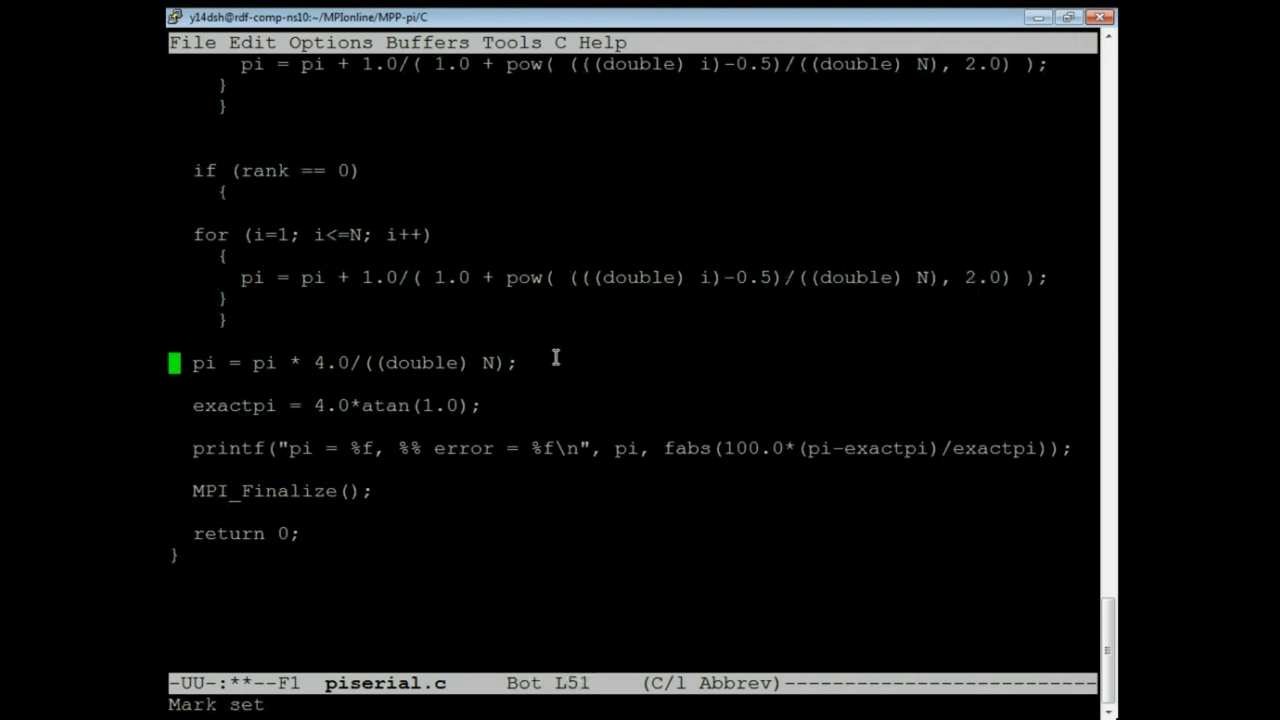 y14dsh@rdf-comp-ns10:~/MPIonline/MPP-pi/C
File Edit Options Buffers Tools C Help
pi = pi + 1.0/( 1.0 + pow( (((double) i)-0.5)/((double) N), 2.0) );
}
}
if (rank == 0)
{
for (i=1; i<=N; i++)
{
pi = pi + 1.0/( 1.0 + pow( (((double) i)-0.5)/((double) N), 2.0) );
}
}
pi = pi * 4.0/((double) N);
exactpi = 4.0*atan(1.0);
printf("pi = %f, %% error = %f\n", pi, fabs(100.0*(pi-exactpi)/exactpi));
MPI_Finalize();
return 0;
}
-UU-:**--F1  piserial.c     Bot L51    (C/l Abbrev)--------------------------
Mark set